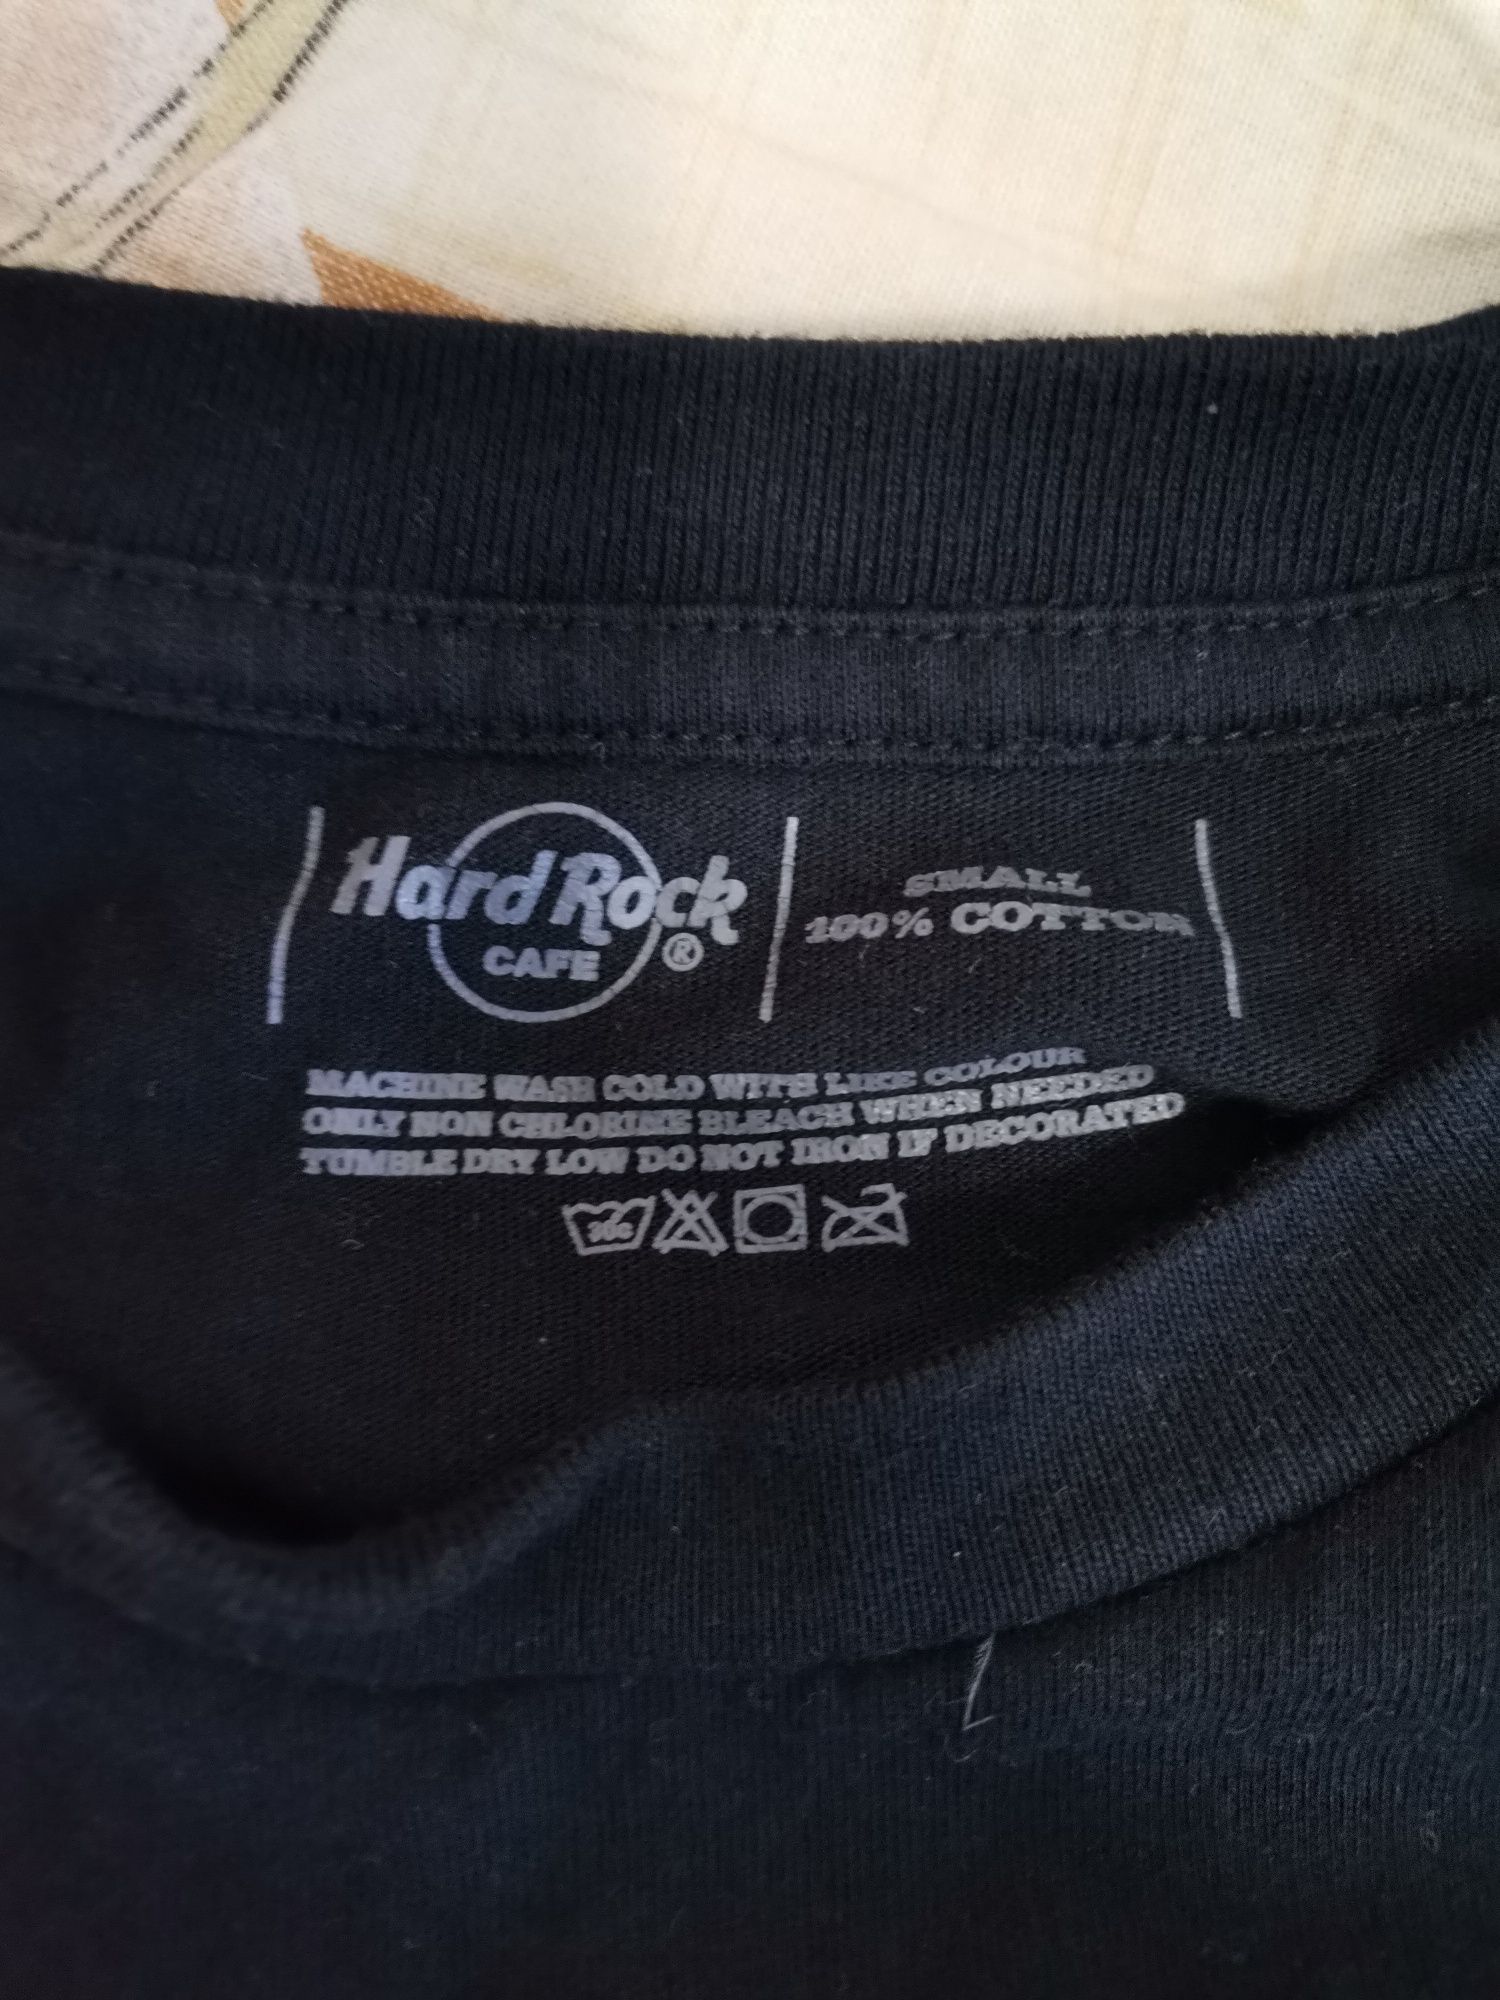 Hard Rock
CAFE ®
SMALL
100% COTTON
MACHINE WASH COLD WITH LIKE COLOUR
ONLY NON CHLORINE BLEACH WHEN NEEDED
TUMBLE DRY LOW DO NOT IRON IF DECORATED